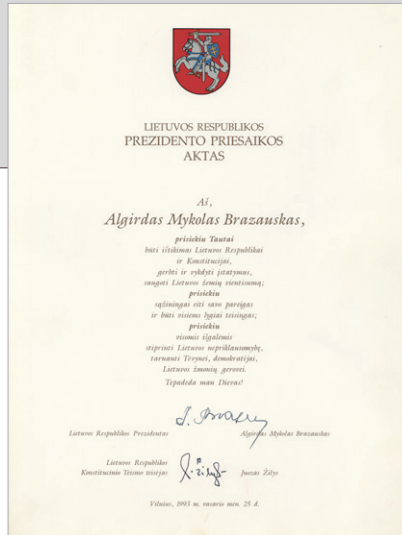 LIETUVOS RESPUBLIKOS
PREZIDENTO PRIESAIKOS
AKTAS
Aš,
Algirdas Mykolas Brazauskas,
prisiekiu Tautai
būti ištikimas Lietuvos Respublikai
ir Konstitucijai,
gerbti ir vykdyti įstatymus,
saugoti Lietuvos žemių vientisumą;
prisiekiu
sąžiningai eiti savo pareigas
ir būti visiems lygiai teisingas;
prisiekiu
visomis išgalėmis
stiprinti Lietuvos nepriklausomybę,
tarnauti Tėvynei, demokratijai,
Lietuvos žmonių gerovei.
Tepadeda man Dievas!
Lietuvos Respublikos Prezidentas Algirdas Mykolas Brazauskas
Lietuvos Respublikos
Konstitucinio Teismo teisėjas Juozas Žilys
Vilnius, 1993 m. vasario mėn. 25 d.